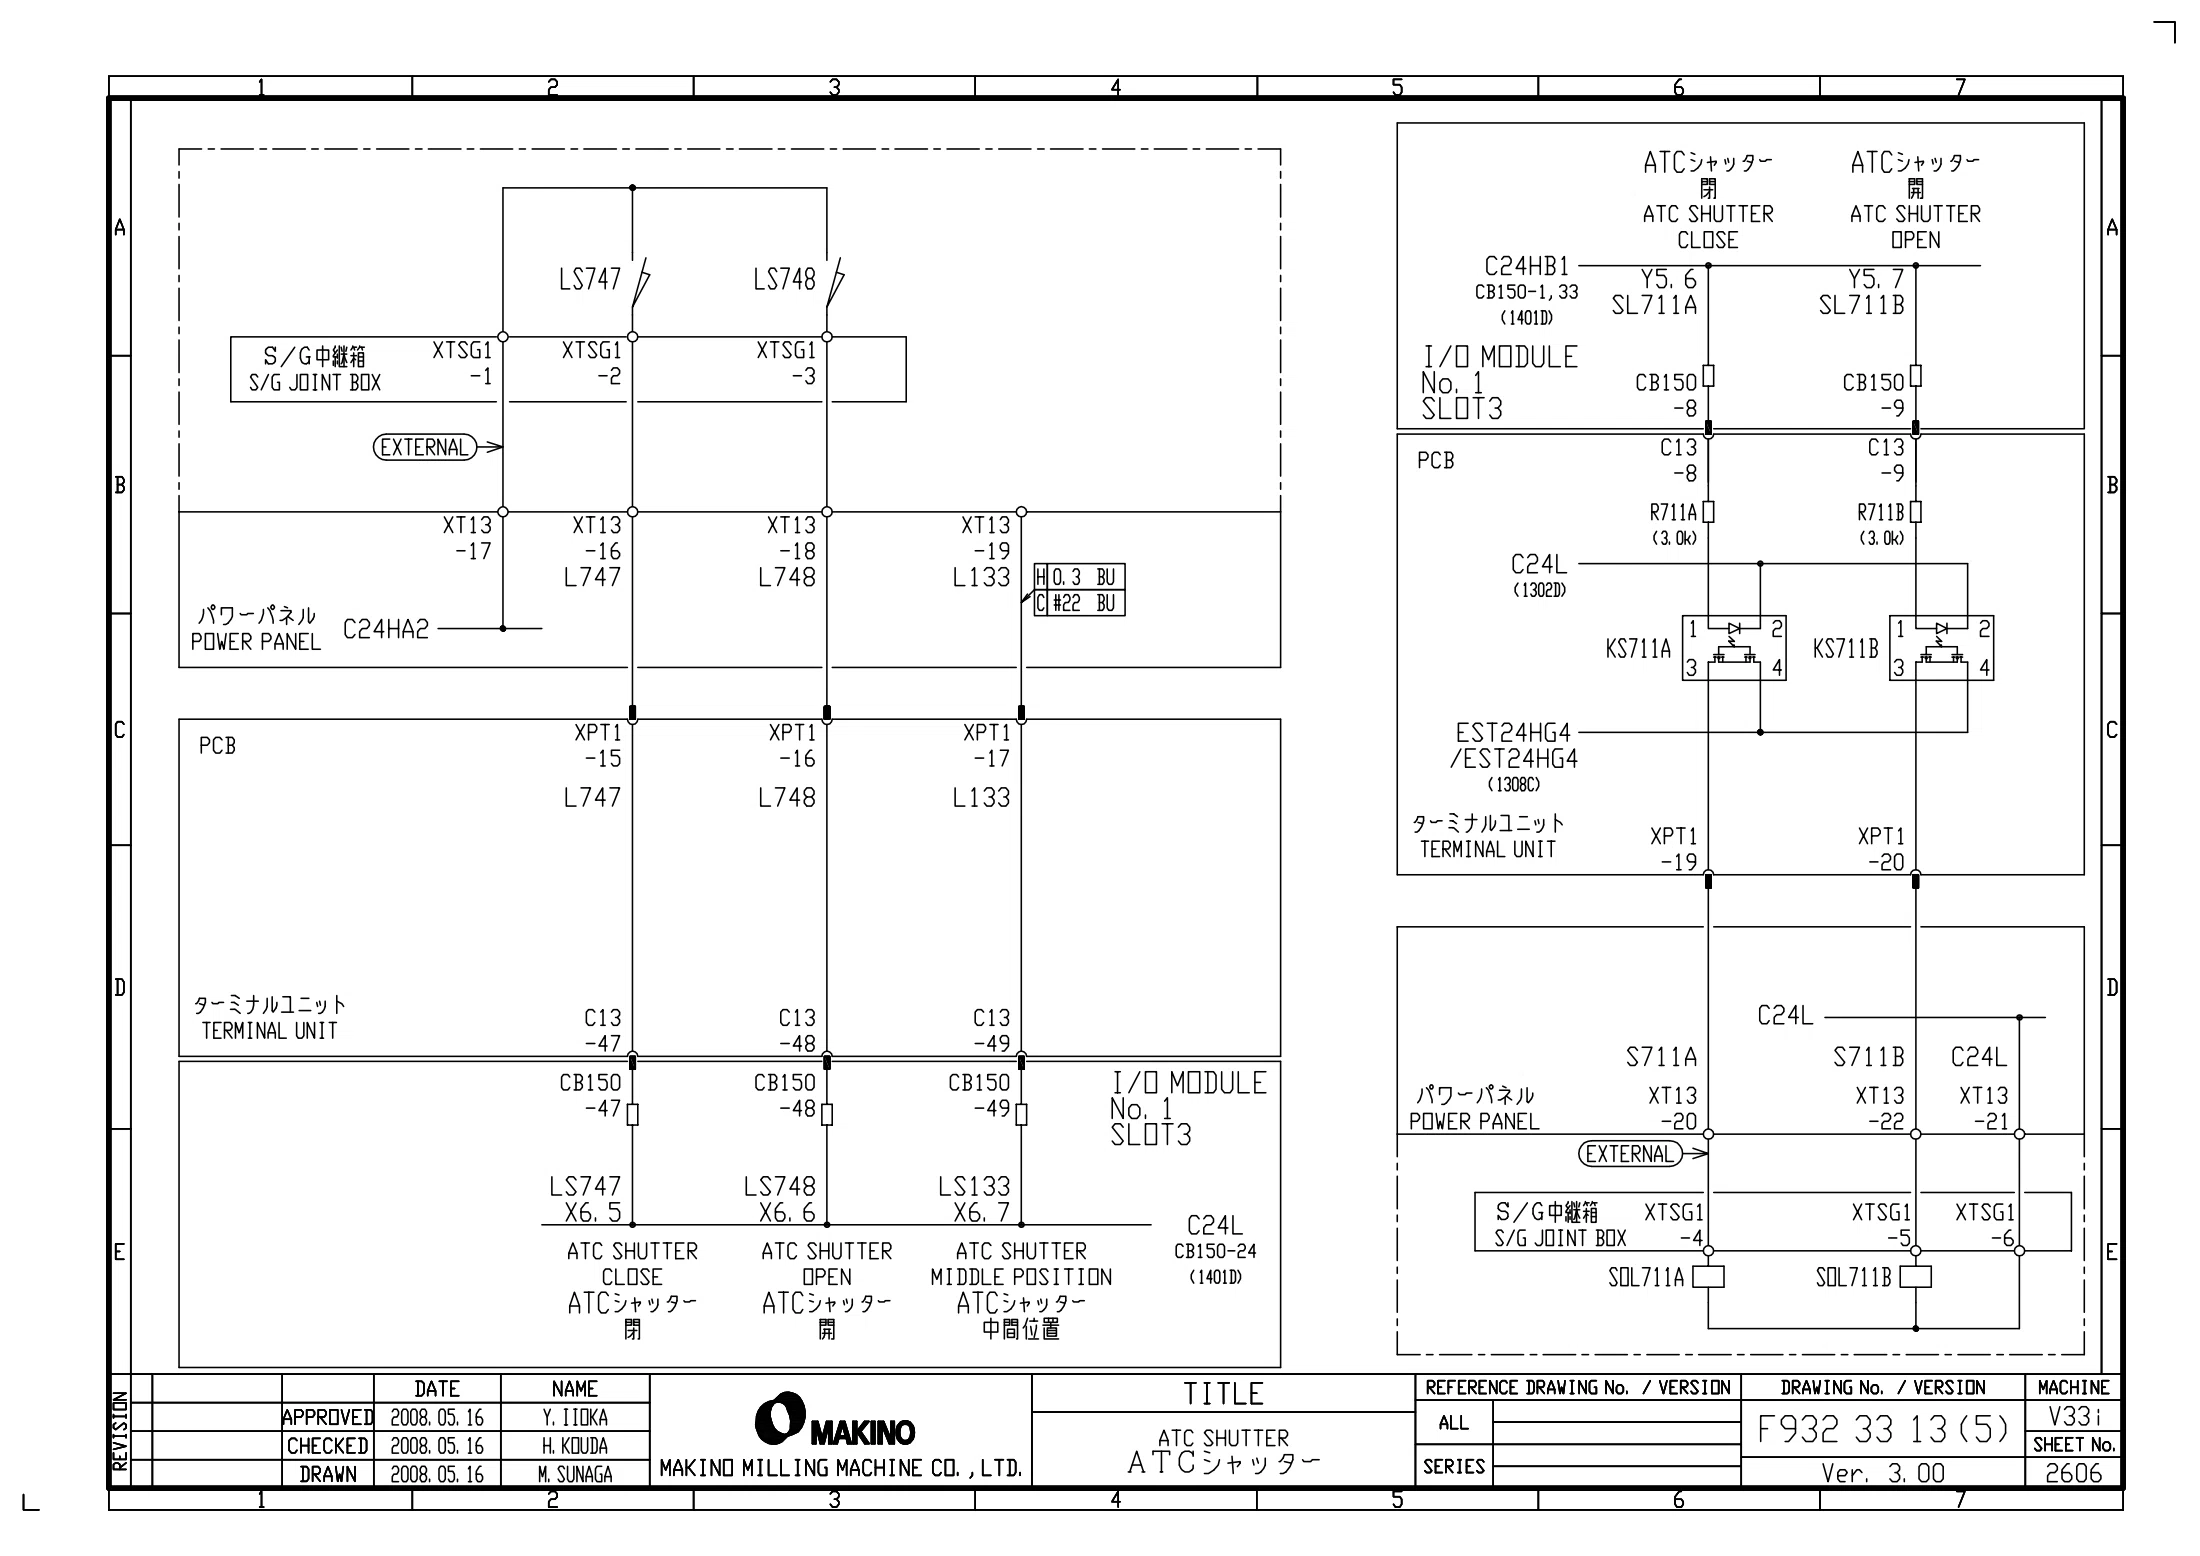 1 2 3 4 5 6 7
A
B
C
D
E
LS747
LS748
S/G中継箱
S/G JOINT BOX
XTSG1
-1
XTSG1
-2
XTSG1
-3
EXTERNAL
XT13
-17
XT13
-16
L747
XT13
-18
L748
XT13
-19
L133
H 0.3 BU
C #22 BU
パワーパネル
POWER PANEL
C24HA2
PCB
XPT1
-15
L747
XPT1
-16
L748
XPT1
-17
L133
ターミナルユニット
TERMINAL UNIT
C13
-47
C13
-48
C13
-49
CB150
-47
CB150
-48
CB150
-49
I/O MODULE
No. 1
SLOT3
LS747
X6.5
LS748
X6.6
LS133
X6.7
C24L
CB150-24
(1401D)
ATC SHUTTER
CLOSE
ATCシャッター
閉
ATC SHUTTER
OPEN
ATCシャッター
開
ATC SHUTTER
MIDDLE POSITION
ATCシャッター
中間位置
ATCシャッター
閉
ATC SHUTTER
CLOSE
ATCシャッター
開
ATC SHUTTER
OPEN
C24HB1
CB150-1,33
(1401D)
Y5.6
SL711A
Y5.7
SL711B
I/O MODULE
No. 1
SLOT3
CB150
-8
CB150
-9
PCB
C13
-8
C13
-9
R711A
(3.0k)
R711B
(3.0k)
C24L
(1302D)
KS711A
1 2
3 4
KS711B
1 2
3 4
EST24HG4
/EST24HG4
(1308C)
ターミナルユニット
TERMINAL UNIT
XPT1
-19
XPT1
-20
C24L
S711A
S711B
C24L
パワーパネル
POWER PANEL
XT13
-20
XT13
-22
XT13
-21
EXTERNAL
S/G中継箱
S/G JOINT BOX
XTSG1
-4
XTSG1
-5
XTSG1
-6
SOL711A
SOL711B
A
B
C
D
E
REVISION
DATE NAME
APPROVED 2008.05.16 Y. IIOKA
CHECKED 2008.05.16 H. KOUDA
DRAWN 2008.05.16 M. SUNAGA
MAKINO
MAKINO MILLING MACHINE CO.,LTD.
TITLE
ATC SHUTTER
ATCシャッター
REFERENCE DRAWING No. / VERSION
ALL
SERIES
DRAWING No. / VERSION
F932 33 13(5)
Ver. 3.00
MACHINE
V33i
SHEET No.
2606
1 2 3 4 5 6 7